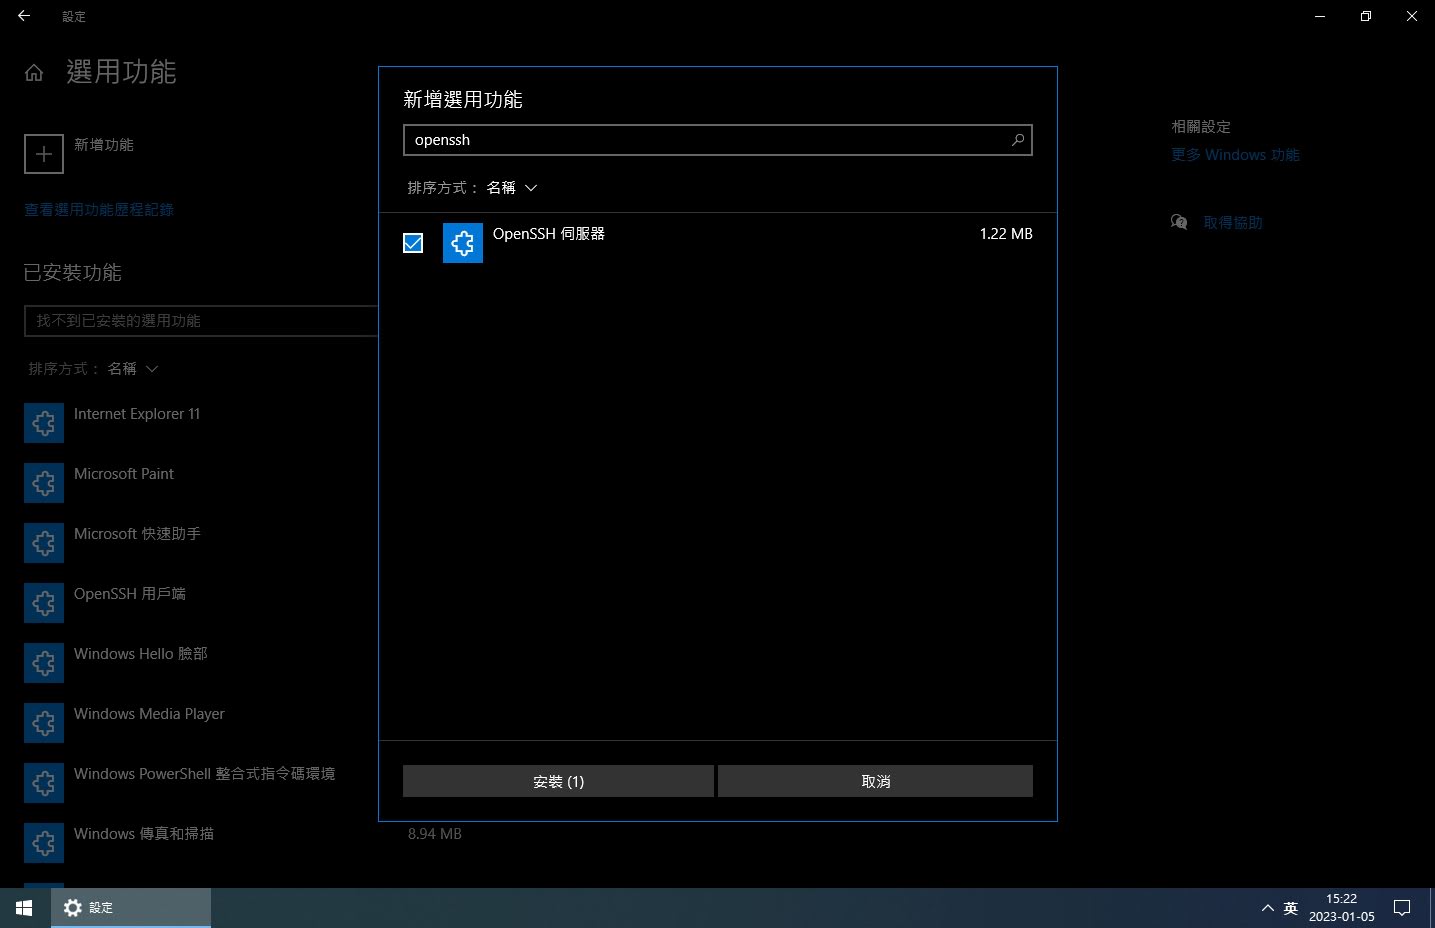 設定
選用功能
新增功能
查看選用功能歷程記錄
已安裝功能
找不到已安裝的選用功能
排序方式： 名稱
Internet Explorer 11
Microsoft Paint
Microsoft 快速助手
OpenSSH 用戶端
Windows Hello 臉部
Windows Media Player
Windows PowerShell 整合式指令碼環境
Windows 傳真和掃描
8.94 MB
新增選用功能
openssh
排序方式： 名稱
OpenSSH 伺服器
1.22 MB
安裝 (1)
取消
相關設定
更多 Windows 功能
取得協助
設定
英
15:22
2023-01-05